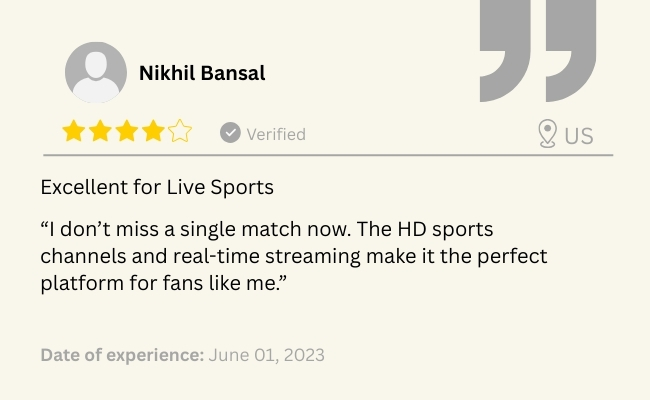 Nikhil Bansal
Verified
US
Excellent for Live Sports
“I don’t miss a single match now. The HD sports
channels and real-time streaming make it the perfect
platform for fans like me.”
Date of experience: June 01, 2023